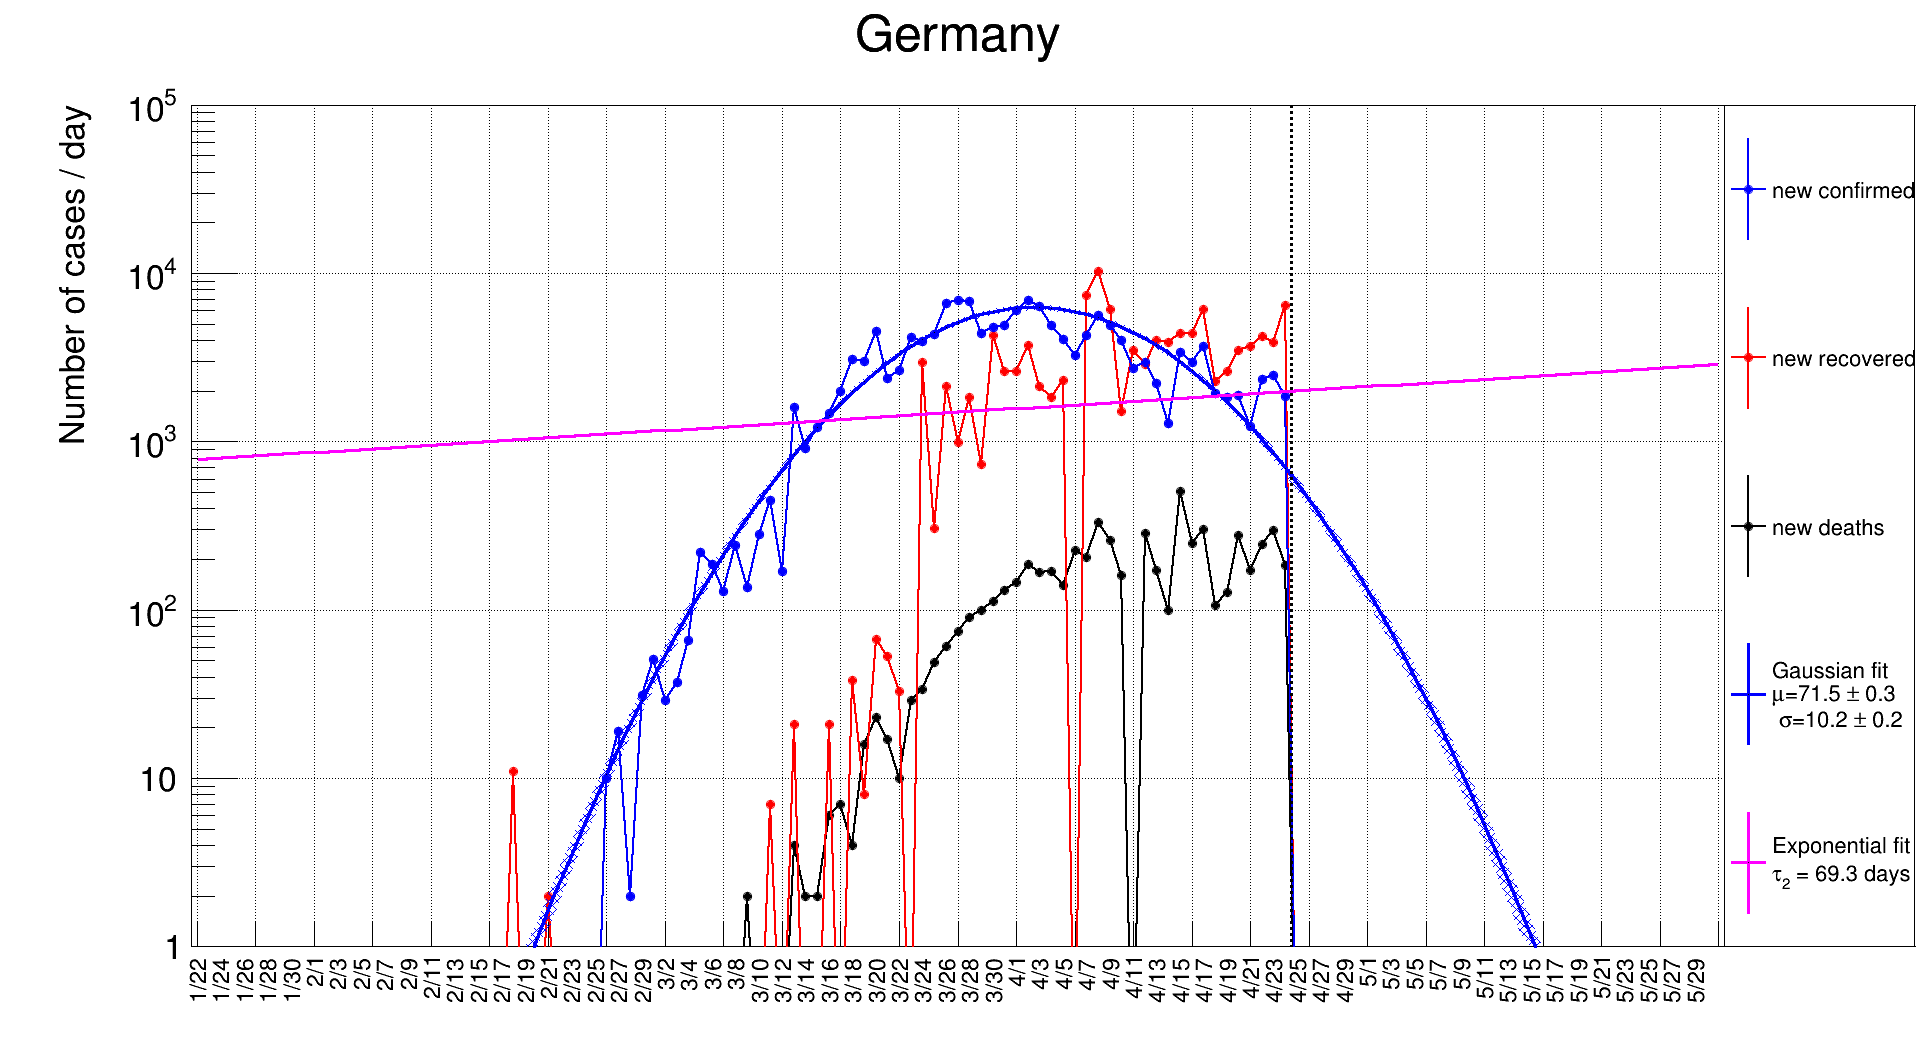 Germany
Number of cases / day
10^5
10^4
10^3
10^2
10
1
1/22 1/24 1/26 1/28 1/30 2/1 2/3 2/5 2/7 2/9 2/11 2/13 2/15 2/17 2/19 2/21 2/23 2/25 2/27 2/29 3/2 3/4 3/6 3/8 3/10 3/12 3/14 3/16 3/18 3/20 3/22 3/24 3/26 3/28 3/30 4/1 4/3 4/5 4/7 4/9 4/11 4/13 4/15 4/17 4/19 4/21 4/23 4/25 4/27 4/29 5/1 5/3 5/5 5/7 5/9 5/11 5/13 5/15 5/17 5/19 5/21 5/23 5/25 5/27 5/29
new confirmed
new recovered
new deaths
Gaussian fit
μ=71.5 ± 0.3
σ=10.2 ± 0.2
Exponential fit
τ₂ = 69.3 days